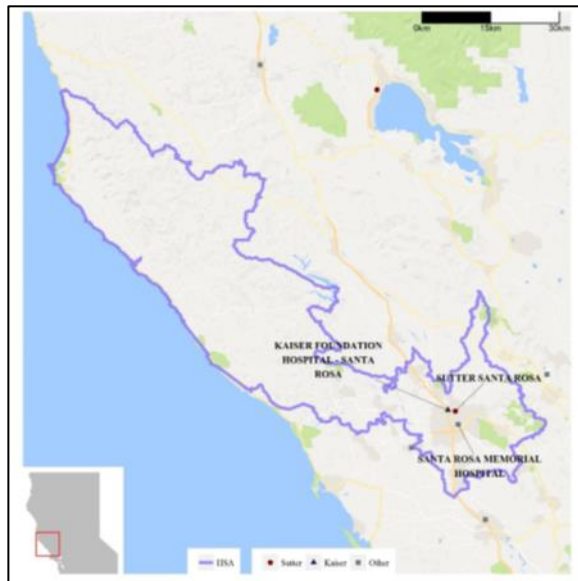 0km 15km 30km
KAISER FOUNDATION
HOSPITAL - SANTA
ROSA
SUTTER SANTA ROSA
SANTA ROSA MEMORIAL
HOSPITAL
HSA Sutter Kaiser Other